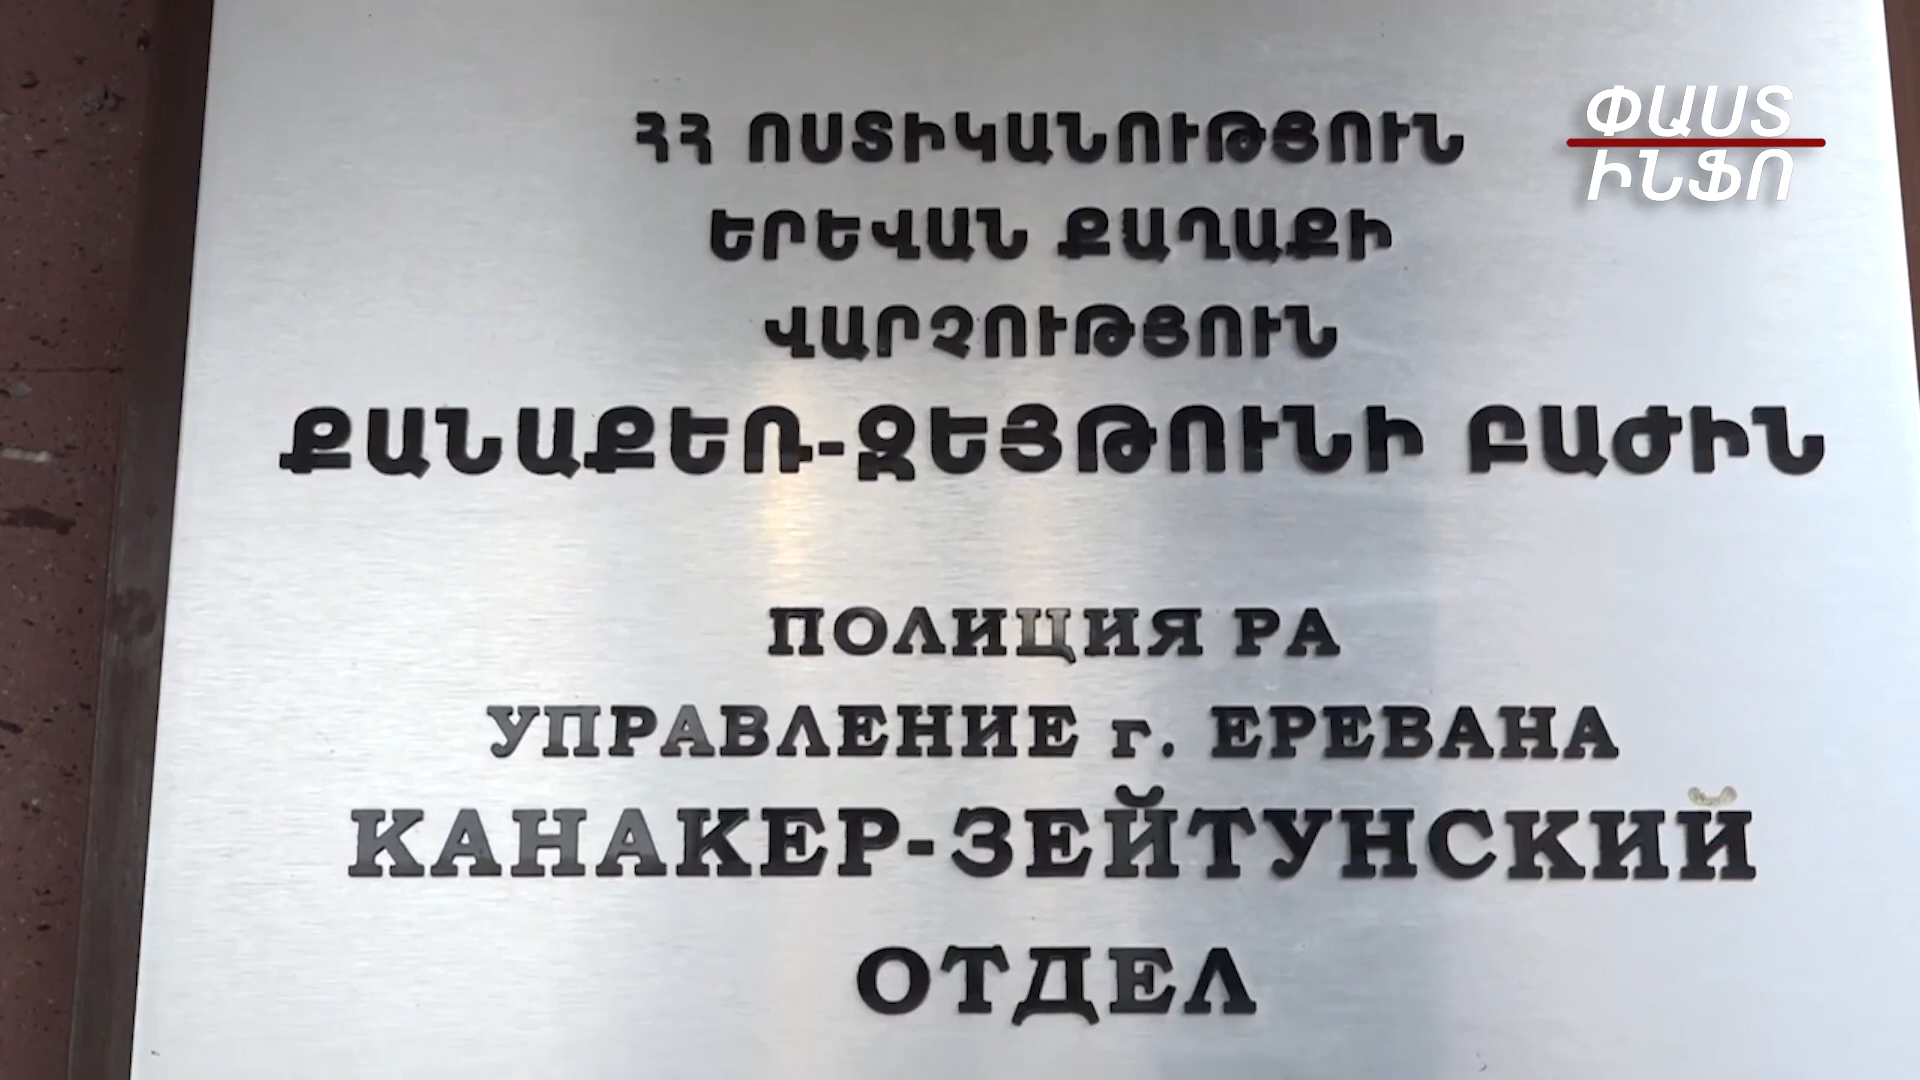 ՀՀ ՈՍՏԻԿԱՆՈՒԹՅՈՒՆ
ԵՐԵՎԱՆ ՔԱՂԱՔԻ
ՎԱՐՉՈՒԹՅՈՒՆ
ՔԱՆԱՔԵՌ-ԶԵՅԹՈՒՆԻ ԲԱԺԻՆ
ПОЛИЦИЯ РА
УПРАВЛЕНИЕ г. ЕРЕВАНА
КАНАКЕР-ЗЕЙТУНСКИЙ
ОТДЕЛ
ՓԱՍՏ
ԻՆՖՈ